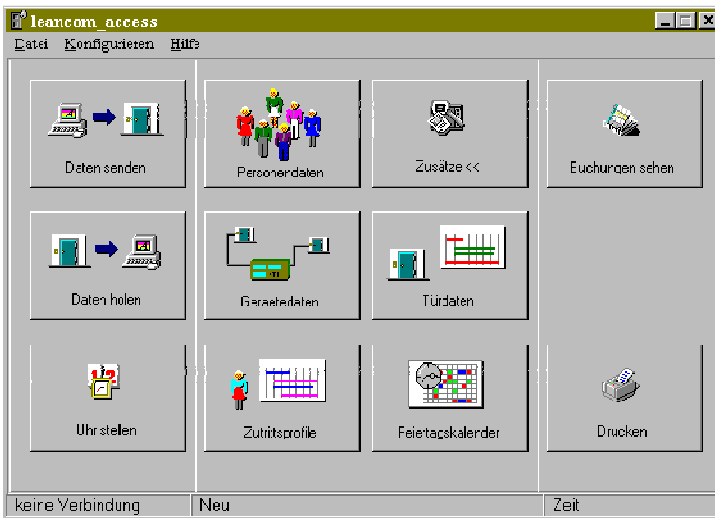 leancom_access
Datei Konfigurieren Hilfe
Daten senden
Personendaten
Zusätze <<
Buchungen sehen
Daten holen
Geraetedaten
Türdaten
Uhr stellen
Zutrittsprofile
Feiertagskalender
Drucken
keine Verbindung
Neu
Zeit